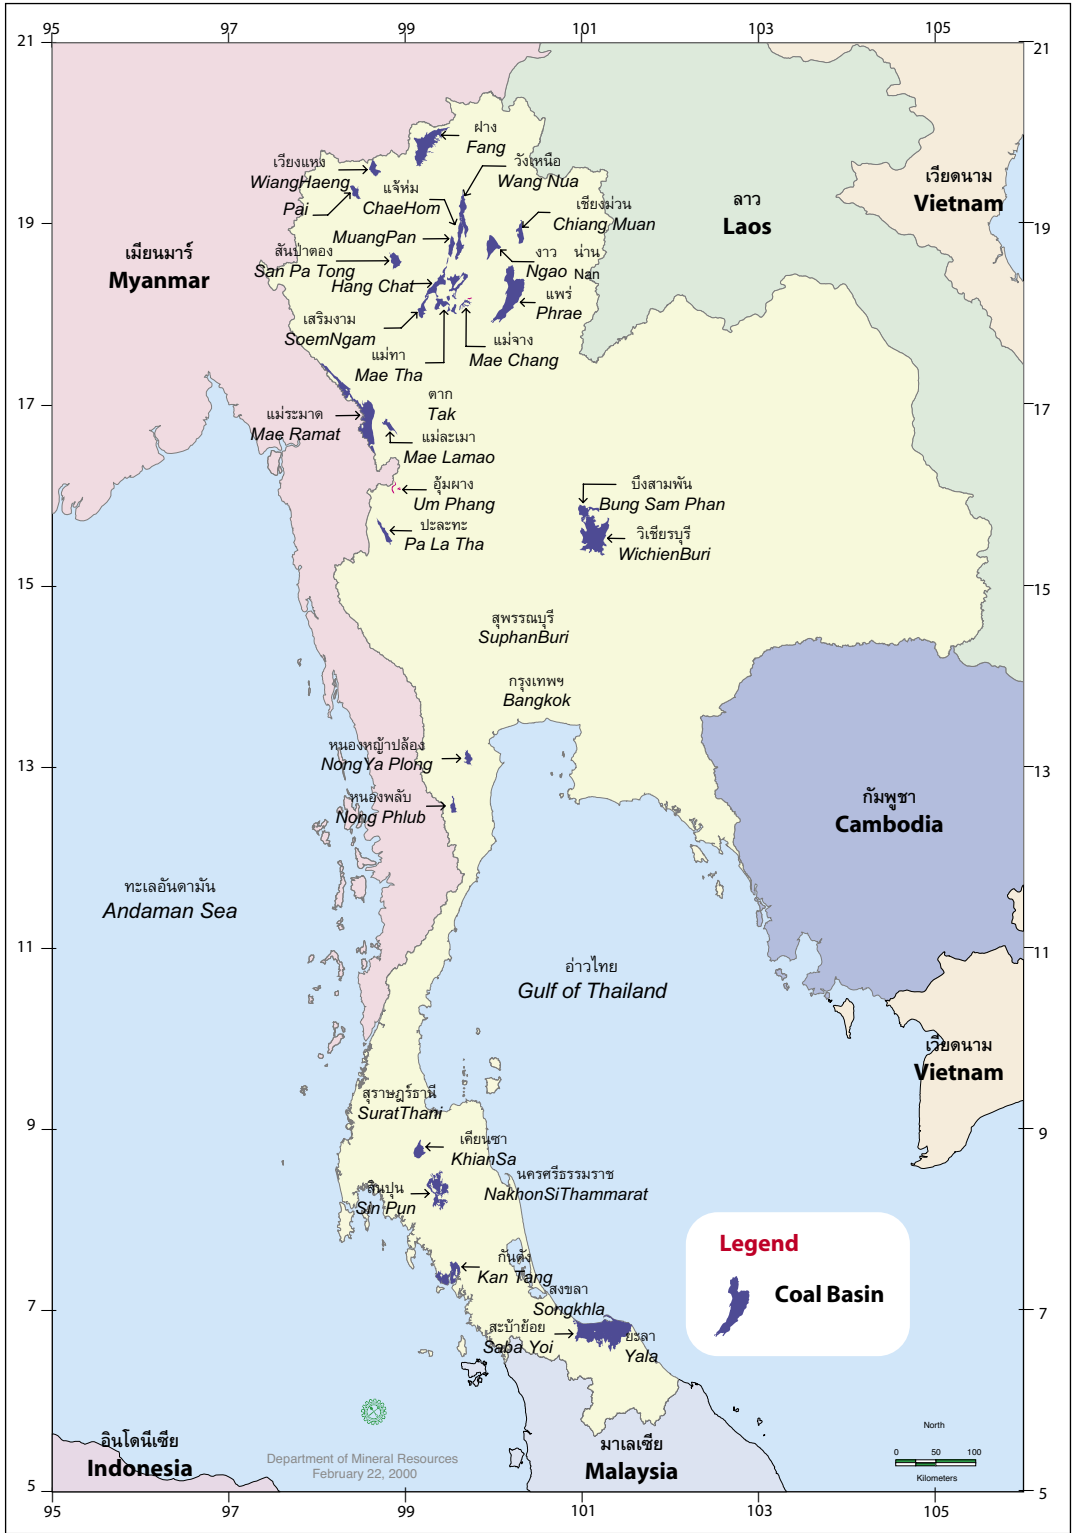 95 97 99 101 103 105
21 21
ฝาง
Fang
เวียงแหง
WiangHaeng
วังเหนือ
Wang Nua
Pai
แจ้ห่ม
ChaeHom
เชียงม่วน
Chiang Muan
19 19
MuangPan
สันป่าตอง
San Pa Tong
งาว
Ngao
น่าน
Nan
Hang Chat
แพร่
Phrae
เสริมงาม
SoemNgam
แม่ทา
Mae Tha
แม่จาง
Mae Chang
ลาว
Laos
เวียดนาม
Vietnam
เมียนมาร์
Myanmar
17 17
ตาก
Tak
แม่ระมาด
Mae Ramat
แม่ละเมา
Mae Lamao
อุ้มผาง
Um Phang
ปะละทะ
Pa La Tha
บึงสามพัน
Bung Sam Phan
วิเชียรบุรี
WichienBuri
15 15
สุพรรณบุรี
SuphanBuri
กรุงเทพฯ
Bangkok
หนองหญ้าปล้อง
NongYa Plong
13 13
หนองพลับ
Nong Phlub
กัมพูชา
Cambodia
ทะเลอันดามัน
Andaman Sea
11 11
อ่าวไทย
Gulf of Thailand
เวียดนาม
Vietnam
สุราษฎร์ธานี
SuratThani
9 9
เคียนซา
KhianSa
สินปุน
Sin Pun
นครศรีธรรมราช
NakhonSiThammarat
กันตัง
Kan Tang
สงขลา
Songkhla
7 7
สะบ้าย้อย
Saba Yoi
ยะลา
Yala
Legend
Coal Basin
อินโดนีเซีย
Indonesia
Department of Mineral Resources
February 22, 2000
มาเลเซีย
Malaysia
North
0 50 100
Kilometers
5 5
95 97 99 101 103 105